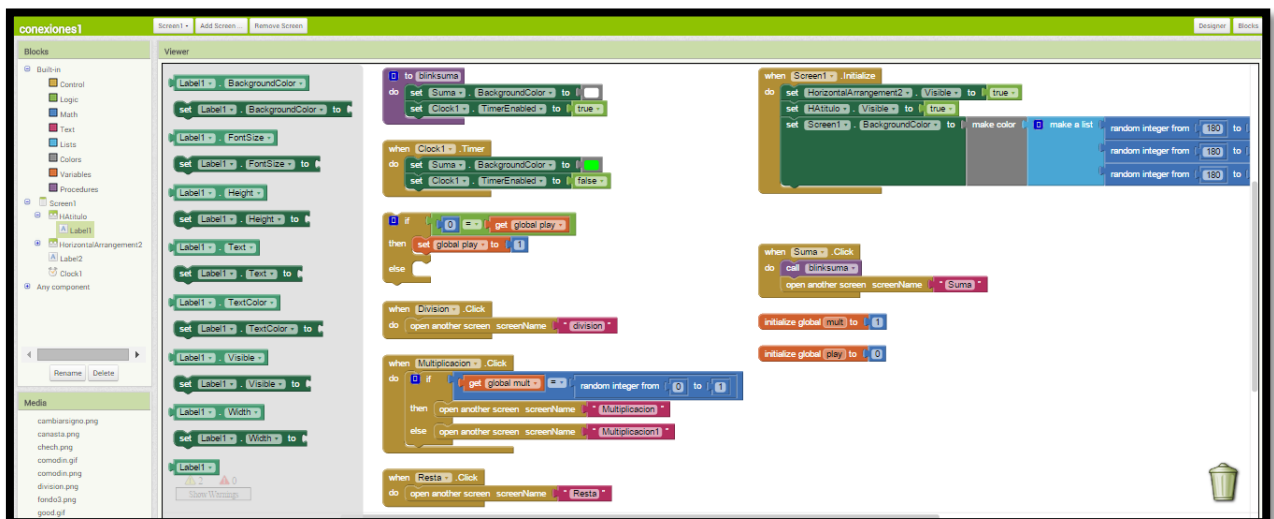 conexiones1 Screen1 Add Screen ... Remove Screen Designer Blocks
Blocks
Built-in
Control
Logic
Math
Text
Lists
Colors
Variables
Procedures
Screen1
HAtitulo
Label1
HorizontalArrangement2
Label2
Clock1
Any component
Rename Delete
Media
cambiarsigno.png
canasta.png
chech.png
comodin.gif
comodin.png
division.png
fondo3.png
good.gif
Viewer
Label1 . BackgroundColor
set Label1 . BackgroundColor to
Label1 . FontSize
set Label1 . FontSize to
Label1 . Height
set Label1 . Height to
Label1 . Text
set Label1 . Text to
Label1 . TextColor
set Label1 . TextColor to
Label1 . Visible
set Label1 . Visible to
Label1 . Width
set Label1 . Width to
Label1
2 0
Show Warnings
to blinksuma
do set Suma . BackgroundColor to
set Clock1 . TimerEnabled to true
when Clock1 .Timer
do set Suma . BackgroundColor to
set Clock1 . TimerEnabled to false
if 0 = get global play
then set global play to 1
else
when Division .Click
do open another screen screenName " division "
when Multiplicacion .Click
do if get global mult = random integer from 0 to 1
then open another screen screenName " Multiplicacion "
else open another screen screenName " Multiplicacion1 "
when Resta .Click
do open another screen screenName " Resta "
when Screen1 .Initialize
do set HorizontalArrangement2 . Visible to true
set HAtitulo . Visible to true
set Screen1 . BackgroundColor to make color make a list random integer from 180 to
random integer from 180 to
random integer from 180 to
when Suma .Click
do call blinksuma
open another screen screenName " Suma "
initialize global mult to 1
initialize global play to 0